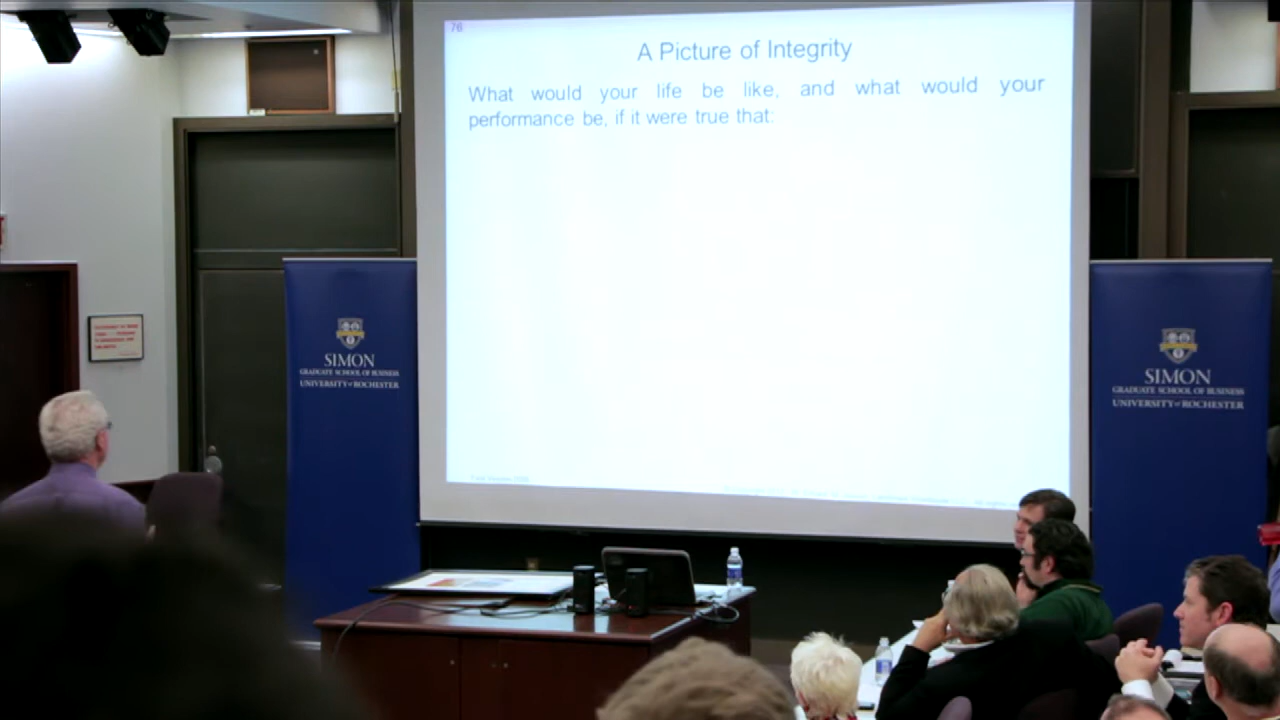 76
A Picture of Integrity
What would your life be like, and what would your
performance be, if it were true that:
SIMON
GRADUATE SCHOOL OF BUSINESS
UNIVERSITY of ROCHESTER
SIMON
GRADUATE SCHOOL OF BUSINESS
UNIVERSITY of ROCHESTER